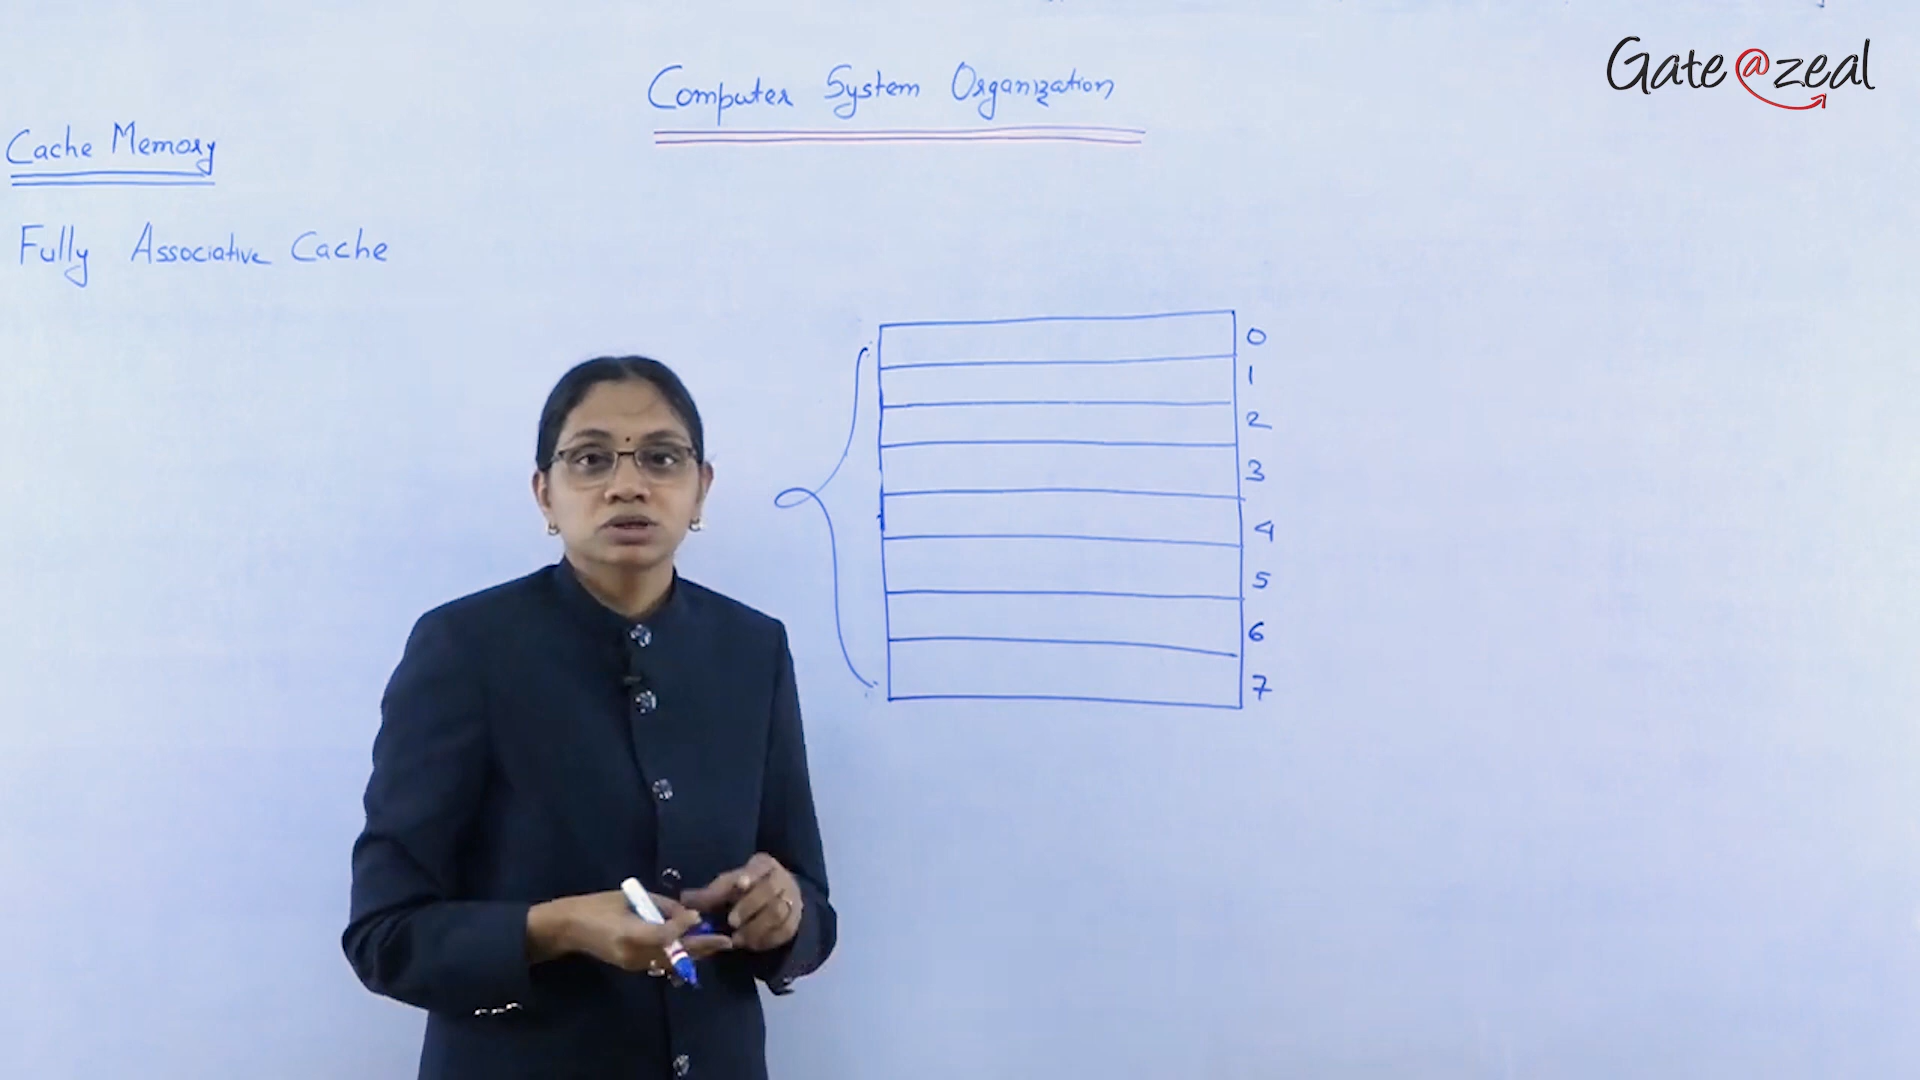 Gate@zeal
Computer System Organization
Cache Memory
Fully Associative Cache
0
1
2
3
4
5
6
7